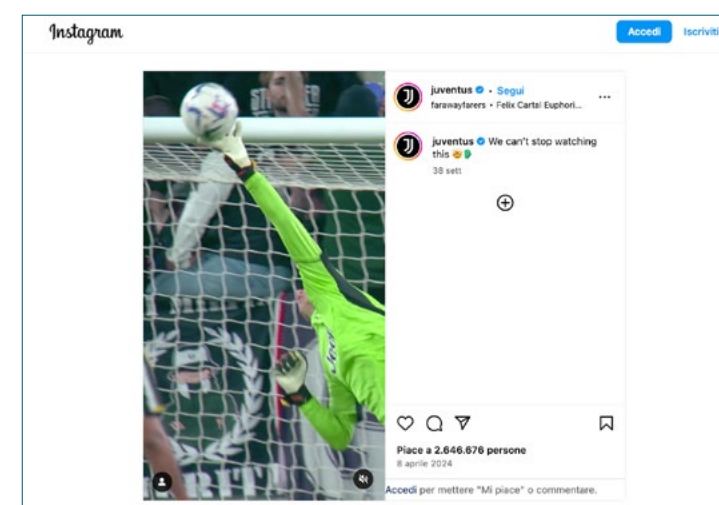 Instagram
Accedi
Iscriviti
juventus • Segui
farawayfarers • Felix Cartal Euphori...
juventus We can't stop watching
this 🤯🧤
38 sett
Jeep
Piace a 2.646.676 persone
8 aprile 2024
Accedi per mettere "Mi piace" o commentare.